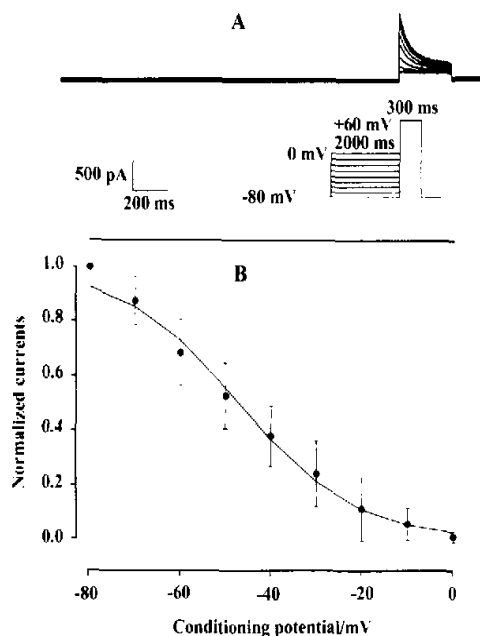 A
300 ms
+60 mV
2000 ms
0 mV
500 pA
200 ms
-80 mV
B
1.0
0.8
0.6
0.4
0.2
0.0
Normalized currents
-80
-60
-40
-20
0
Conditioning potential/mV